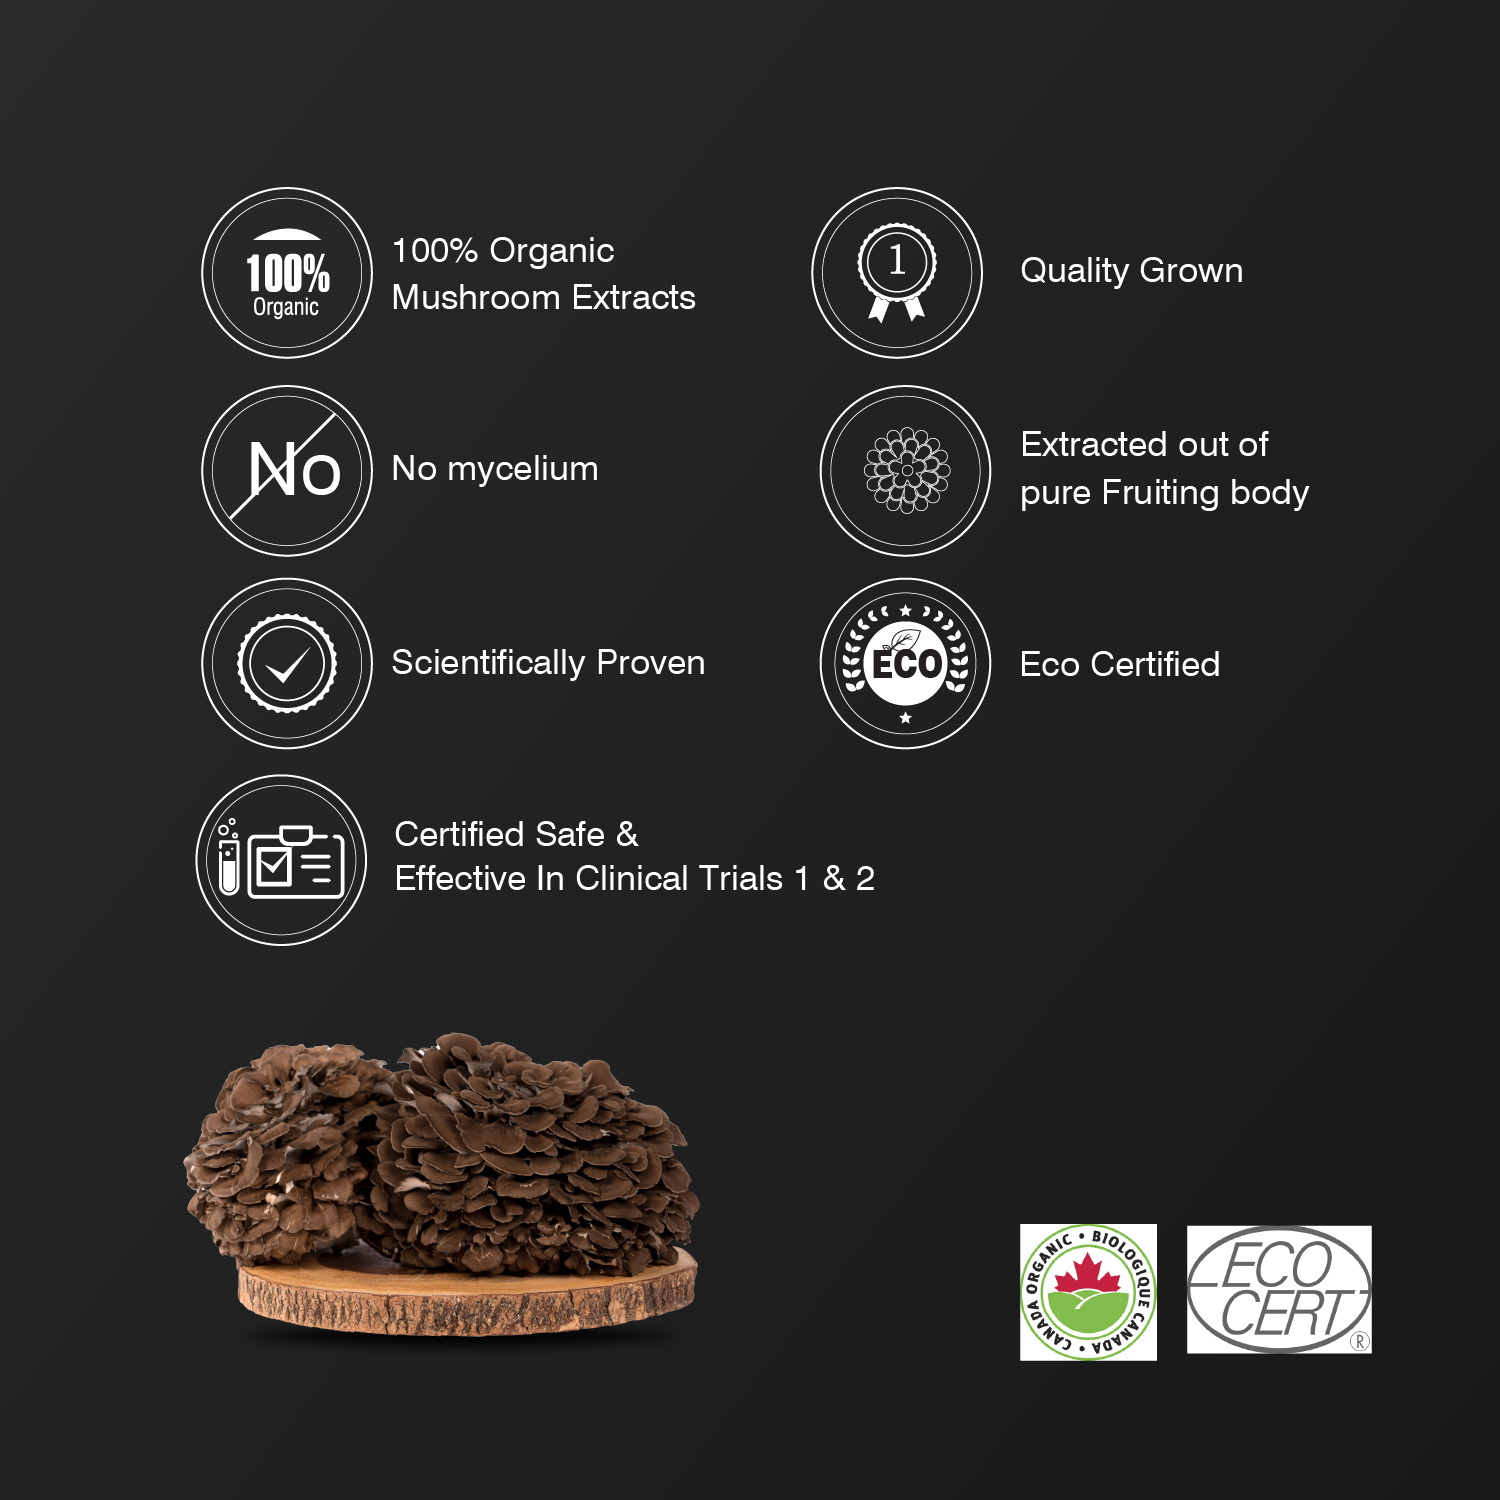 100%
Organic
100% Organic
Mushroom Extracts
1
Quality Grown
No
No mycelium
Extracted out of
pure Fruiting body
Scientifically Proven
ECO
Eco Certified
Certified Safe &
Effective In Clinical Trials 1 & 2
CANADA ORGANIC • BIOLOGIQUE CANADA •
ECO
CERT
®